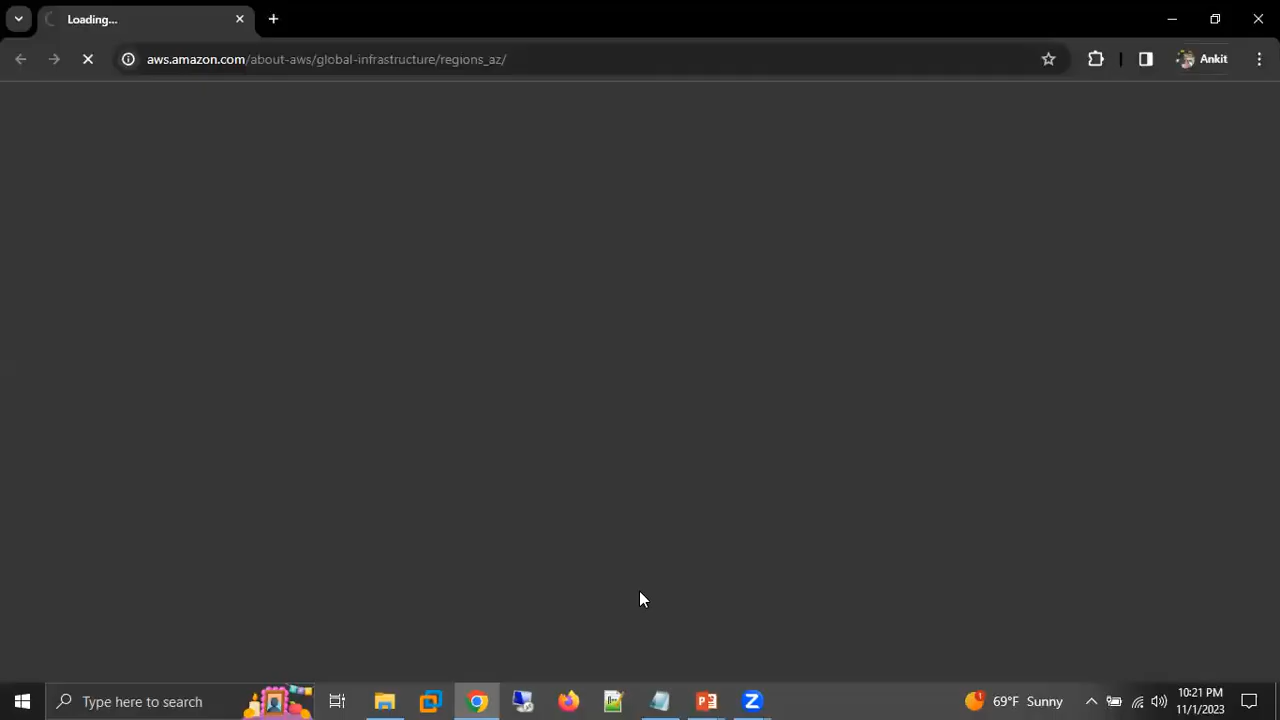 Loading...
aws.amazon.com/about-aws/global-infrastructure/regions_az/
Ankit
Type here to search
1
69°F Sunny
10:21 PM
11/1/2023